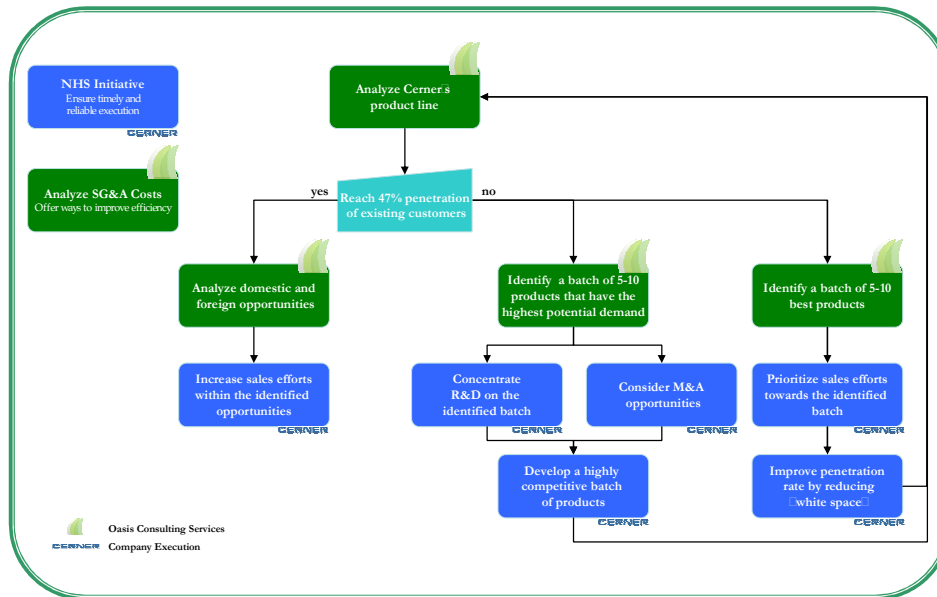 NHS Initiative
Ensure timely and
reliable execution
CERNER
Analyze SG&A Costs
Offer ways to improve efficiency
Analyze Cerner□s
product line
yes
Reach 47% penetration
of existing customers
no
Analyze domestic and
foreign opportunities
Identify a batch of 5-10
products that have the
highest potential demand
Identify a batch of 5-10
best products
Increase sales efforts
within the identified
opportunities
CERNER
Concentrate
R&D on the
identified batch
CERNER
Consider M&A
opportunities
CERNER
Prioritize sales efforts
towards the identified
batch
CERNER
Develop a highly
competitive batch
of products
CERNER
Improve penetration
rate by reducing
□white space□
CERNER
Oasis Consulting Services
CERNER
Company Execution